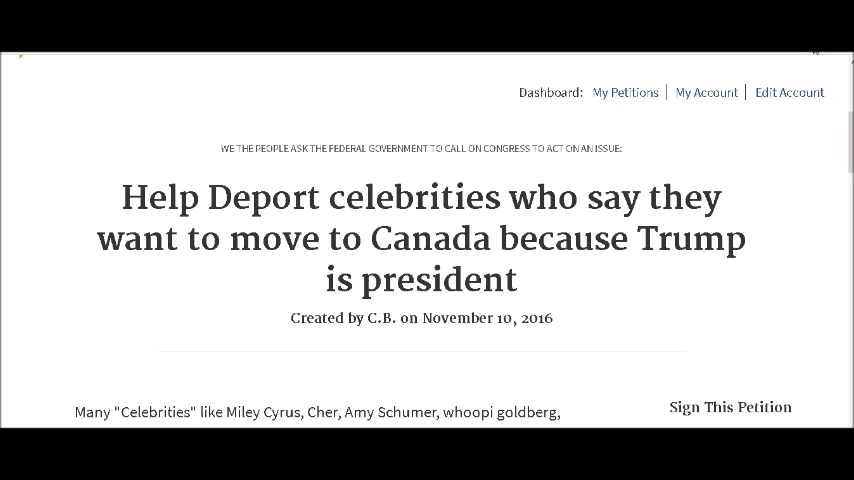 Dashboard: My Petitions My Account Edit Account
WE THE PEOPLE ASK THE FEDERAL GOVERNMENT TO CALL ON CONGRESS TO ACT ON AN ISSUE:
Help Deport celebrities who say they
want to move to Canada because Trump
is president
Created by C.B. on November 10, 2016
Many "Celebrities" like Miley Cyrus, Cher, Amy Schumer, whoopi goldberg,
Sign This Petition